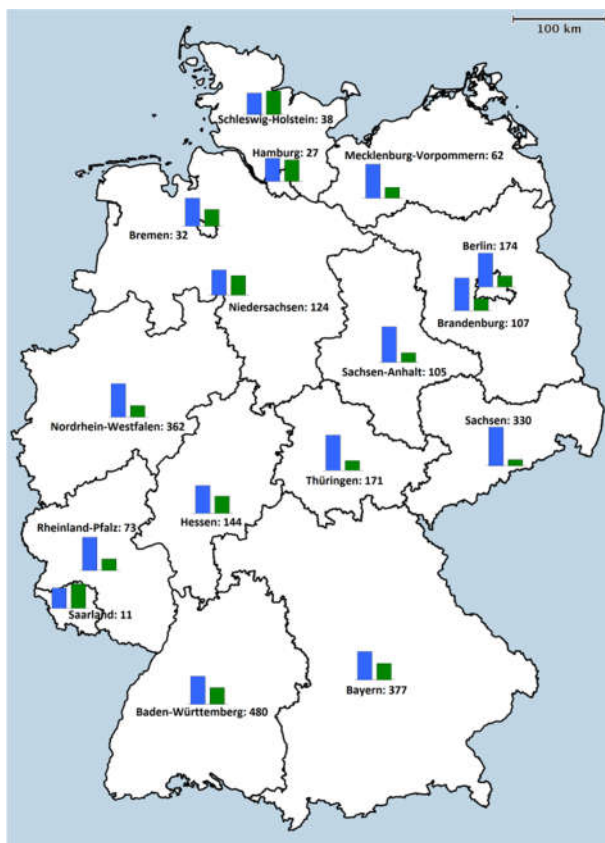 100 km
Schleswig-Holstein: 38
Hamburg: 27
Mecklenburg-Vorpommern: 62
Bremen: 32
Berlin: 174
Niedersachsen: 124
Brandenburg: 107
Sachsen-Anhalt: 105
Nordrhein-Westfalen: 362
Sachsen: 330
Thüringen: 171
Hessen: 144
Rheinland-Pfalz: 73
Saarland: 11
Bayern: 377
Baden-Württemberg: 480